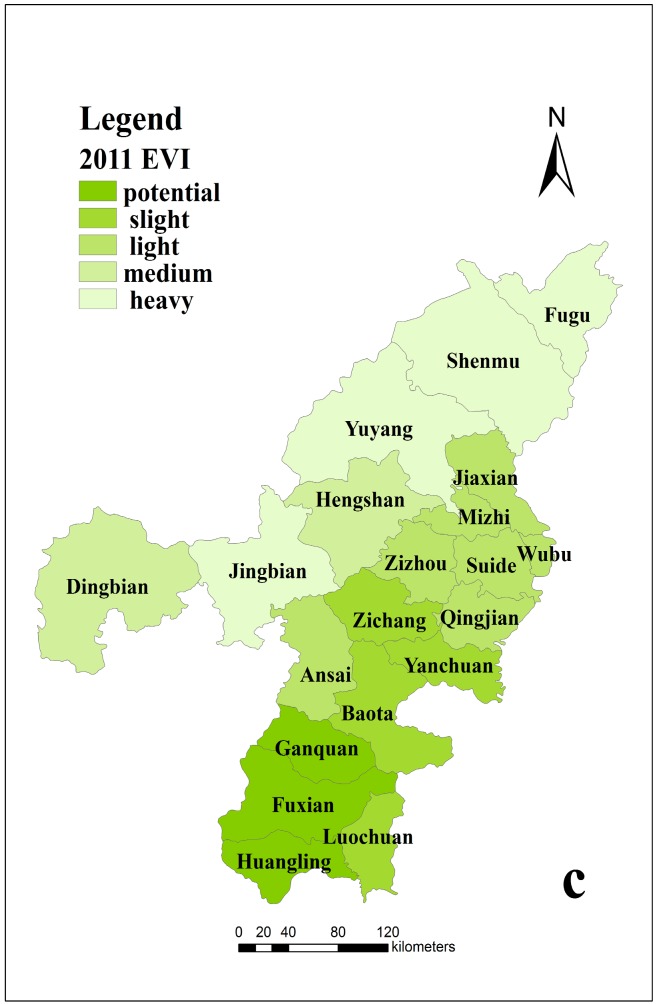 Legend
2011 EVI
potential
slight
light
medium
heavy
N
Fugu
Shenmu
Yuyang
Jiaxian
Hengshan
Mizhi
Wubu
Zizhou
Suide
Jingbian
Dingbian
Zichang
Qingjian
Yanchuan
Ansai
Baota
Ganquan
Fuxian
Luochuan
Huangling
c
0 20 40 80 120
kilometers